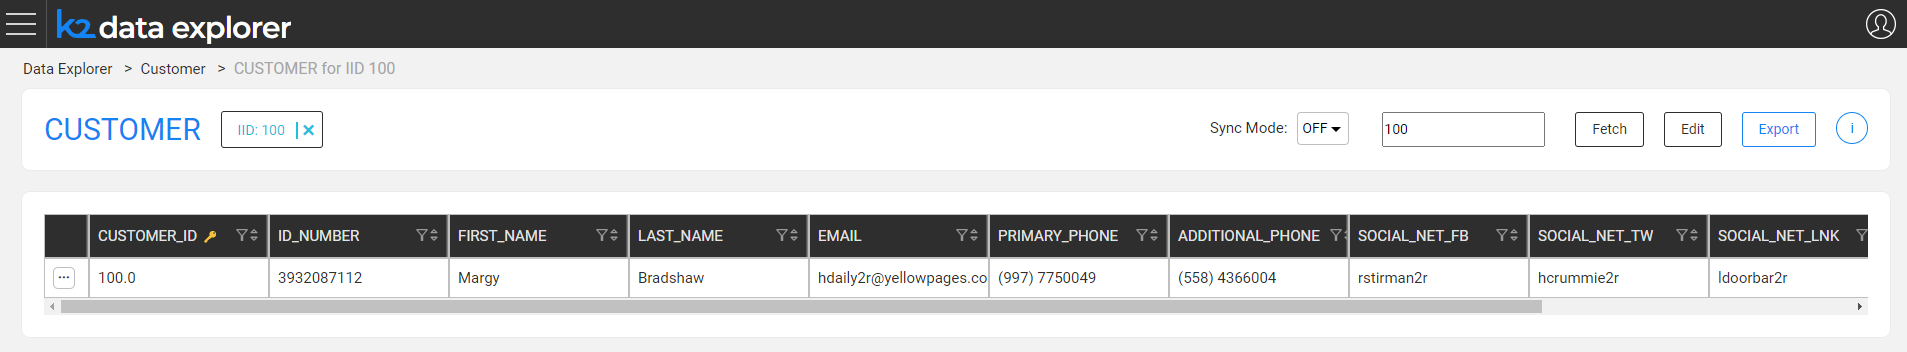 k2 data explorer
Data Explorer > Customer > CUSTOMER for IID 100
CUSTOMER IID: 100 Sync Mode: OFF 100 Fetch Edit Export i
CUSTOMER_ID ID_NUMBER FIRST_NAME LAST_NAME EMAIL PRIMARY_PHONE ADDITIONAL_PHONE SOCIAL_NET_FB SOCIAL_NET_TW SOCIAL_NET_LNK
... 100.0 3932087112 Margy Bradshaw hdaily2r@yellowpages.co (997) 7750049 (558) 4366004 rstirman2r hcrummie2r ldoorbar2r